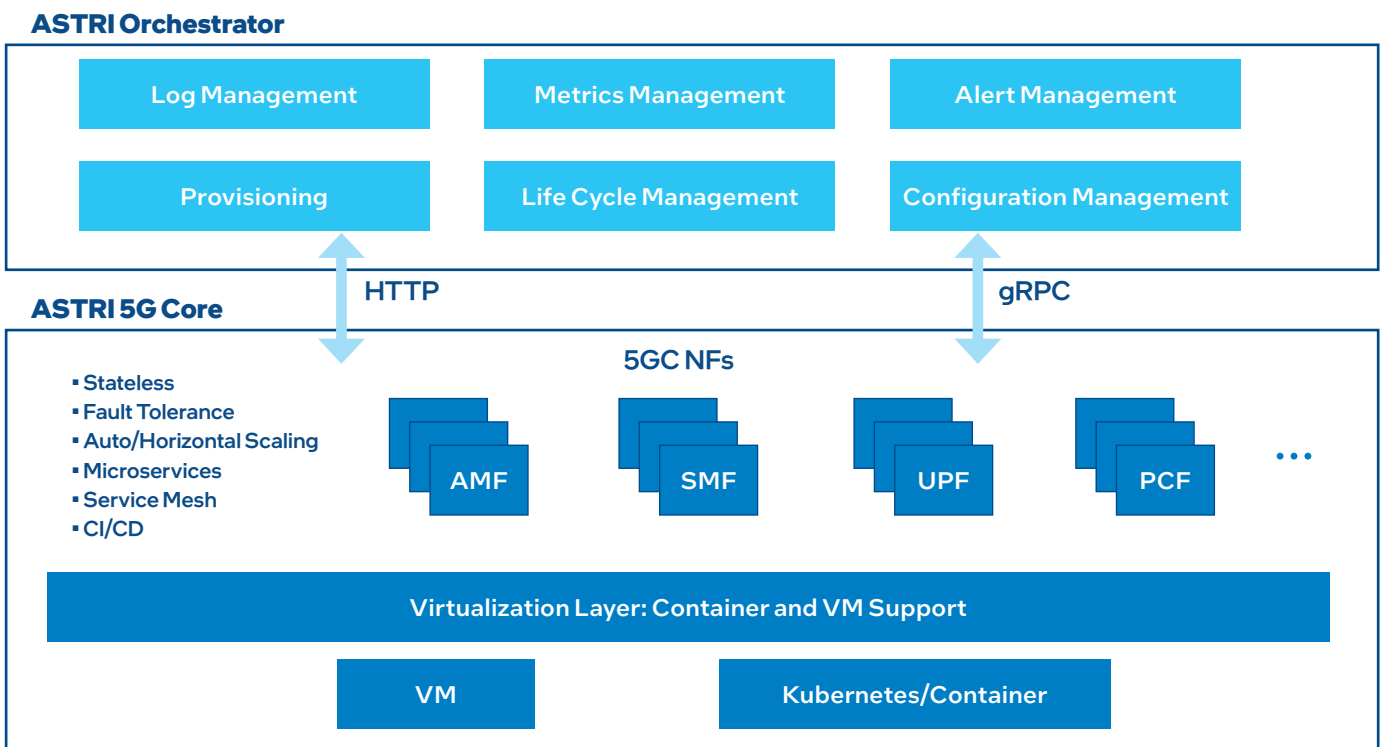 ASTRI Orchestrator
Log Management
Metrics Management
Alert Management
Provisioning
Life Cycle Management
Configuration Management
HTTP
gRPC
ASTRI 5G Core
5GC NFs
▪ Stateless
▪ Fault Tolerance
▪ Auto/Horizontal Scaling
▪ Microservices
▪ Service Mesh
▪ CI/CD
AMF
SMF
UPF
PCF
...
Virtualization Layer: Container and VM Support
VM
Kubernetes/Container